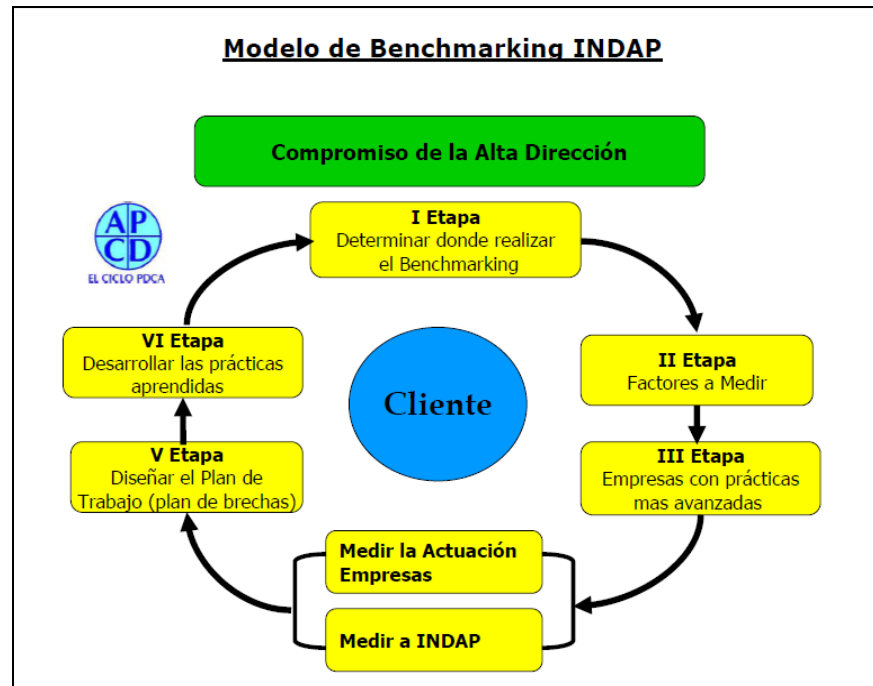 Modelo de Benchmarking INDAP
Compromiso de la Alta Dirección
A P
C D
EL CICLO PDCA
I Etapa
Determinar donde realizar
el Benchmarking
II Etapa
Factores a Medir
III Etapa
Empresas con prácticas
mas avanzadas
Medir la Actuación
Empresas
Medir a INDAP
V Etapa
Diseñar el Plan de
Trabajo (plan de brechas)
VI Etapa
Desarrollar las prácticas
aprendidas
Cliente